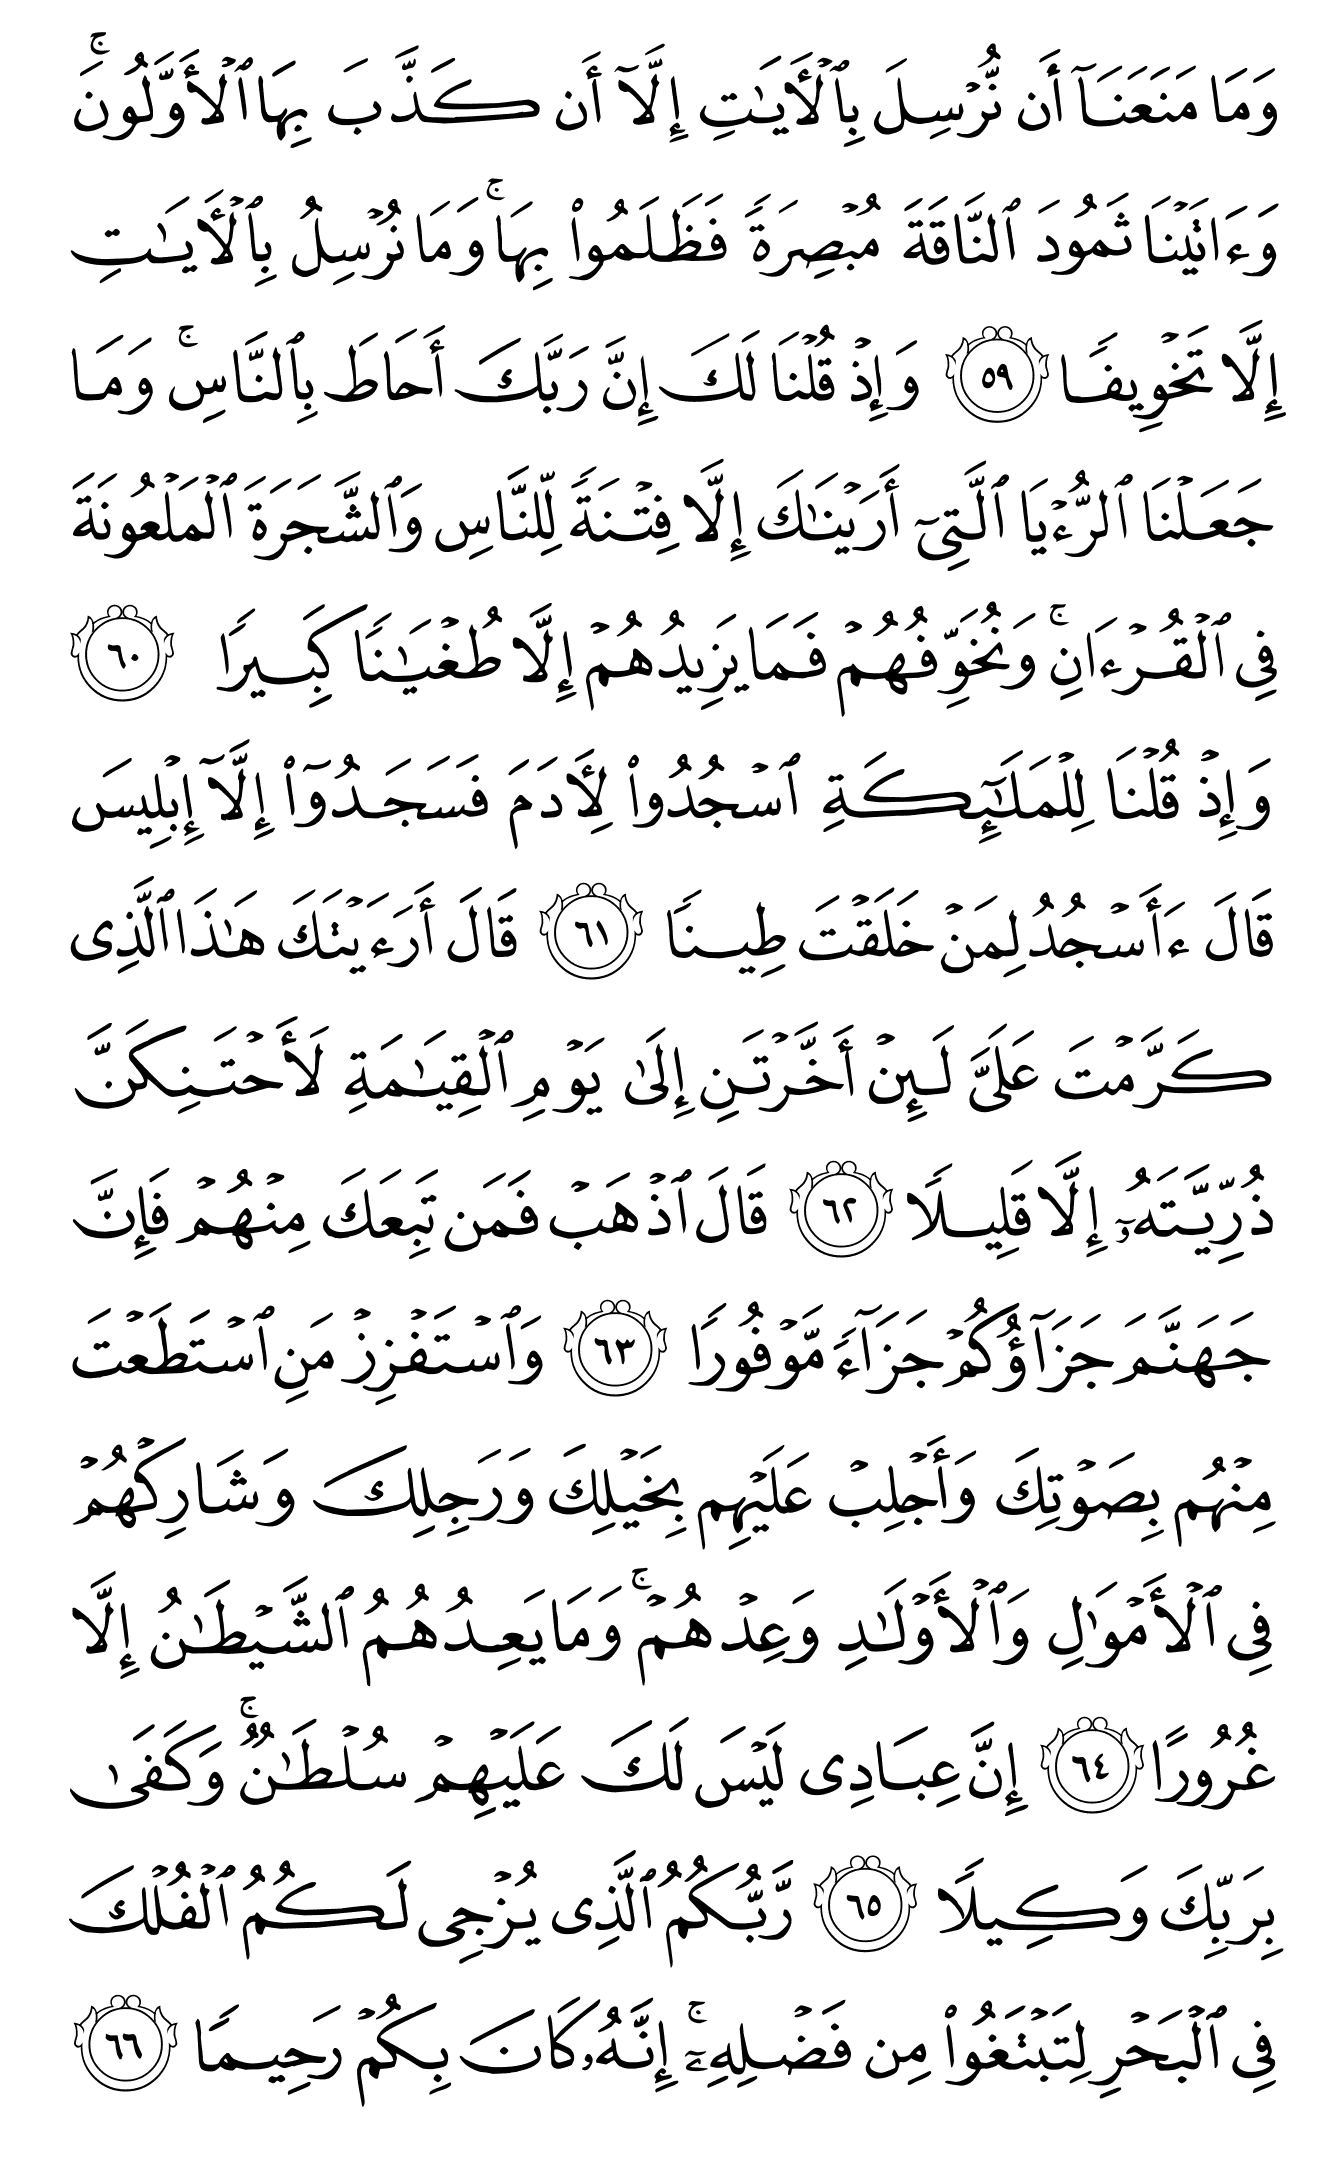 وَمَا مَنَعَنَآ أَن نُّرۡسِلَ بِٱلۡأٓيَٰتِ إِلَّآ أَن كَذَّبَ بِهَا ٱلۡأَوَّلُونَۚ
وَءَاتَيۡنَا ثَمُودَ ٱلنَّاقَةَ مُبۡصِرَةٗ فَظَلَمُواْ بِهَاۚ وَمَا نُرۡسِلُ بِٱلۡأٓيَٰتِ
إِلَّا تَخۡوِيفٗا ٥٩ وَإِذۡ قُلۡنَا لَكَ إِنَّ رَبَّكَ أَحَاطَ بِٱلنَّاسِۚ وَمَا
جَعَلۡنَا ٱلرُّءۡيَا ٱلَّتِيٓ أَرَيۡنَٰكَ إِلَّا فِتۡنَةٗ لِّلنَّاسِ وَٱلشَّجَرَةَ ٱلۡمَلۡعُونَةَ
فِي ٱلۡقُرۡءَانِۚ وَنُخَوِّفُهُمۡ فَمَا يَزِيدُهُمۡ إِلَّا طُغۡيَٰنٗا كَبِيرٗا ٦٠
وَإِذۡ قُلۡنَا لِلۡمَلَٰٓئِكَةِ ٱسۡجُدُواْ لِأٓدَمَ فَسَجَدُوٓاْ إِلَّآ إِبۡلِيسَ
قَالَ ءَأَسۡجُدُ لِمَنۡ خَلَقۡتَ طِينٗا ٦١ قَالَ أَرَءَيۡتَكَ هَٰذَا ٱلَّذِي
كَرَّمۡتَ عَلَيَّ لَئِنۡ أَخَّرۡتَنِ إِلَىٰ يَوۡمِ ٱلۡقِيَٰمَةِ لَأَحۡتَنِكَنَّ
ذُرِّيَّتَهُۥٓ إِلَّا قَلِيلٗا ٦٢ قَالَ ٱذۡهَبۡ فَمَن تَبِعَكَ مِنۡهُمۡ فَإِنَّ
جَهَنَّمَ جَزَآؤُكُمۡ جَزَآءٗ مَّوۡفُورٗا ٦٣ وَٱسۡتَفۡزِزۡ مَنِ ٱسۡتَطَعۡتَ
مِنۡهُم بِصَوۡتِكَ وَأَجۡلِبۡ عَلَيۡهِم بِخَيۡلِكَ وَرَجِلِكَ وَشَارِكۡهُمۡ
فِي ٱلۡأَمۡوَٰلِ وَٱلۡأَوۡلَٰدِ وَعِدۡهُمۡۚ وَمَا يَعِدُهُمُ ٱلشَّيۡطَٰنُ إِلَّا
غُرُورًا ٦٤ إِنَّ عِبَادِي لَيۡسَ لَكَ عَلَيۡهِمۡ سُلۡطَٰنٞۚ وَكَفَىٰ
بِرَبِّكَ وَكِيلٗا ٦٥ رَّبُّكُمُ ٱلَّذِي يُزۡجِي لَكُمُ ٱلۡفُلۡكَ
فِي ٱلۡبَحۡرِ لِتَبۡتَغُواْ مِن فَضۡلِهِۦٓۚ إِنَّهُۥ كَانَ بِكُمۡ رَحِيمٗا ٦٦